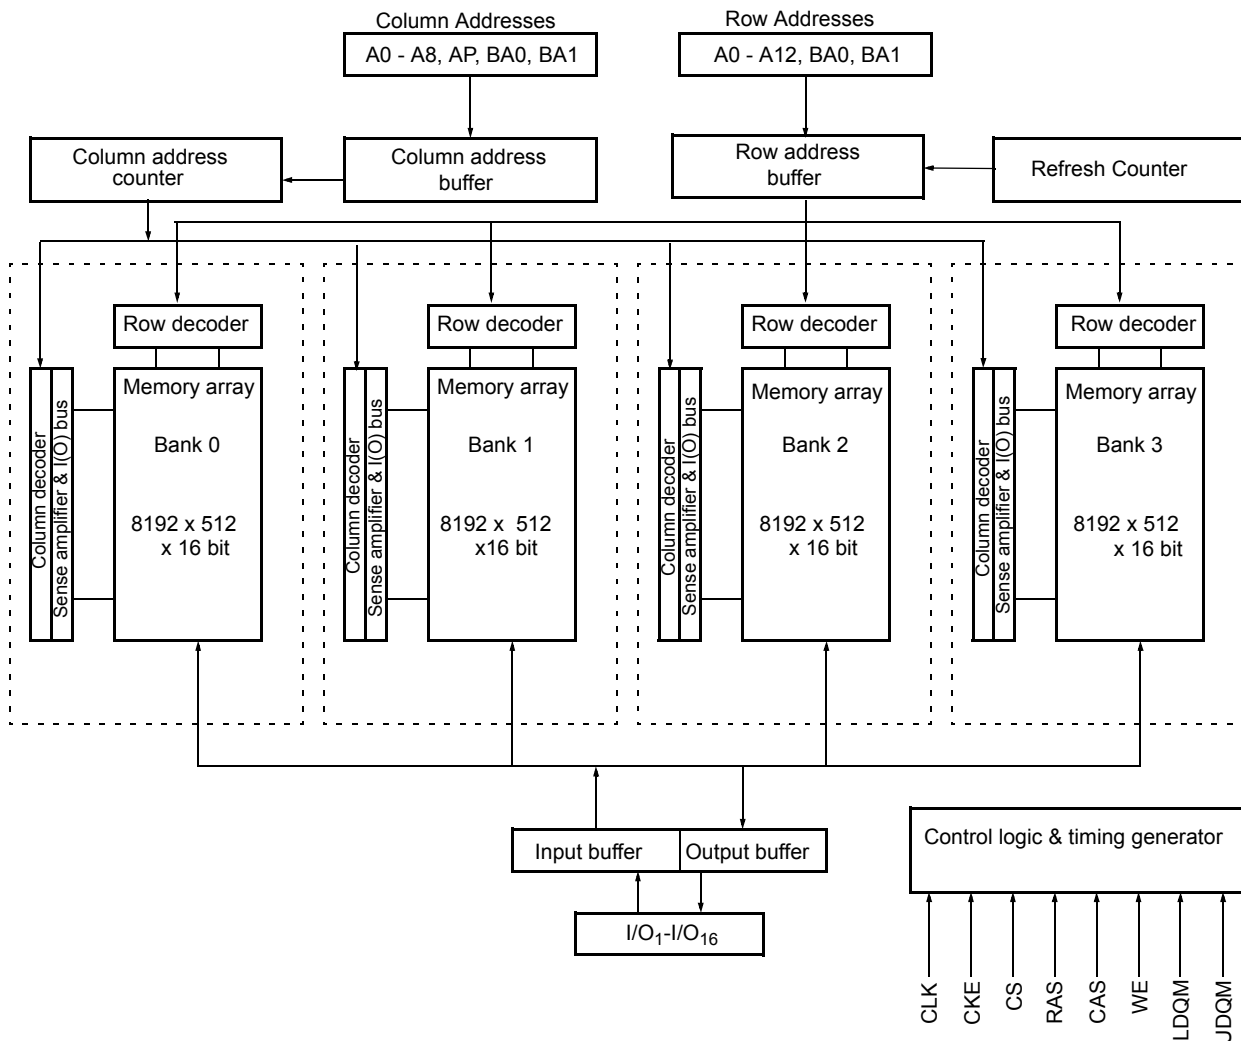 Column Addresses
A0 - A8, AP, BA0, BA1
Row Addresses
A0 - A12, BA0, BA1
Column address
counter
Column address
buffer
Row address
buffer
Refresh Counter
Row decoder
Row decoder
Row decoder
Row decoder
Column decoder
Sense amplifier & I(O) bus
Memory array
Bank 0
8192 x 512
x 16 bit
Column decoder
Sense amplifier & I(O) bus
Memory array
Bank 1
8192 x 512
x16 bit
Column decoder
Sense amplifier & I(O) bus
Memory array
Bank 2
8192 x 512
x 16 bit
Column decoder
Sense amplifier & I(O) bus
Memory array
Bank 3
8192 x 512
x 16 bit
Input buffer
Output buffer
I/O1-I/O16
Control logic & timing generator
CLK
CKE
CS
RAS
CAS
WE
LDQM
UDQM